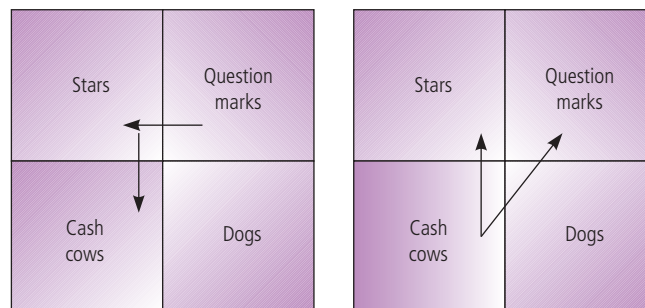 Stars
Question
marks
Cash
cows
Dogs
Stars
Question
marks
Cash
cows
Dogs